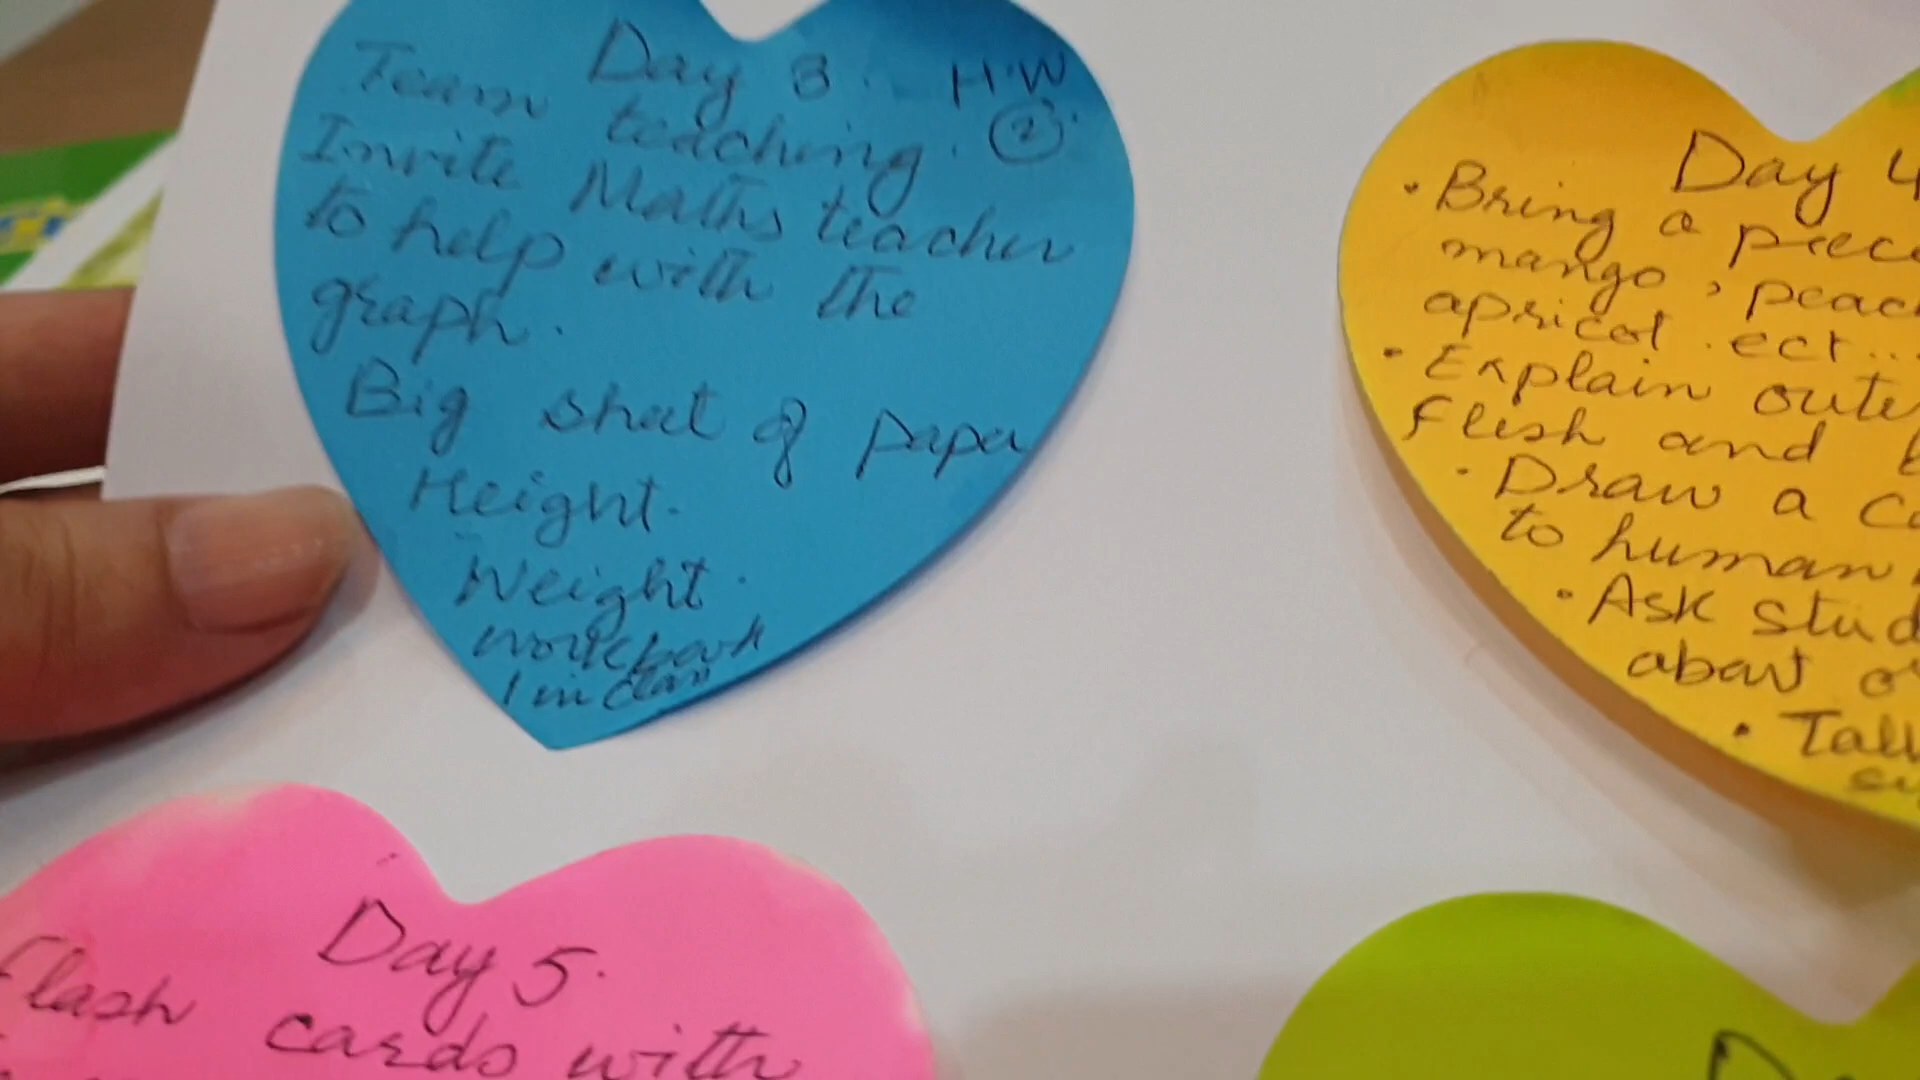 Day 3. H.W
Team teaching. 2
Invite Maths teacher
to help with the
graph.
Big sheet of paper
Height.
Weight.
workbook
1 in class
Day 4
• Bring a piece
mango, peac
apricot ect...
• Explain oute
flesh and
• Draw a
to human
• Ask stud
about
• Talk
Day 5.
flash cards with